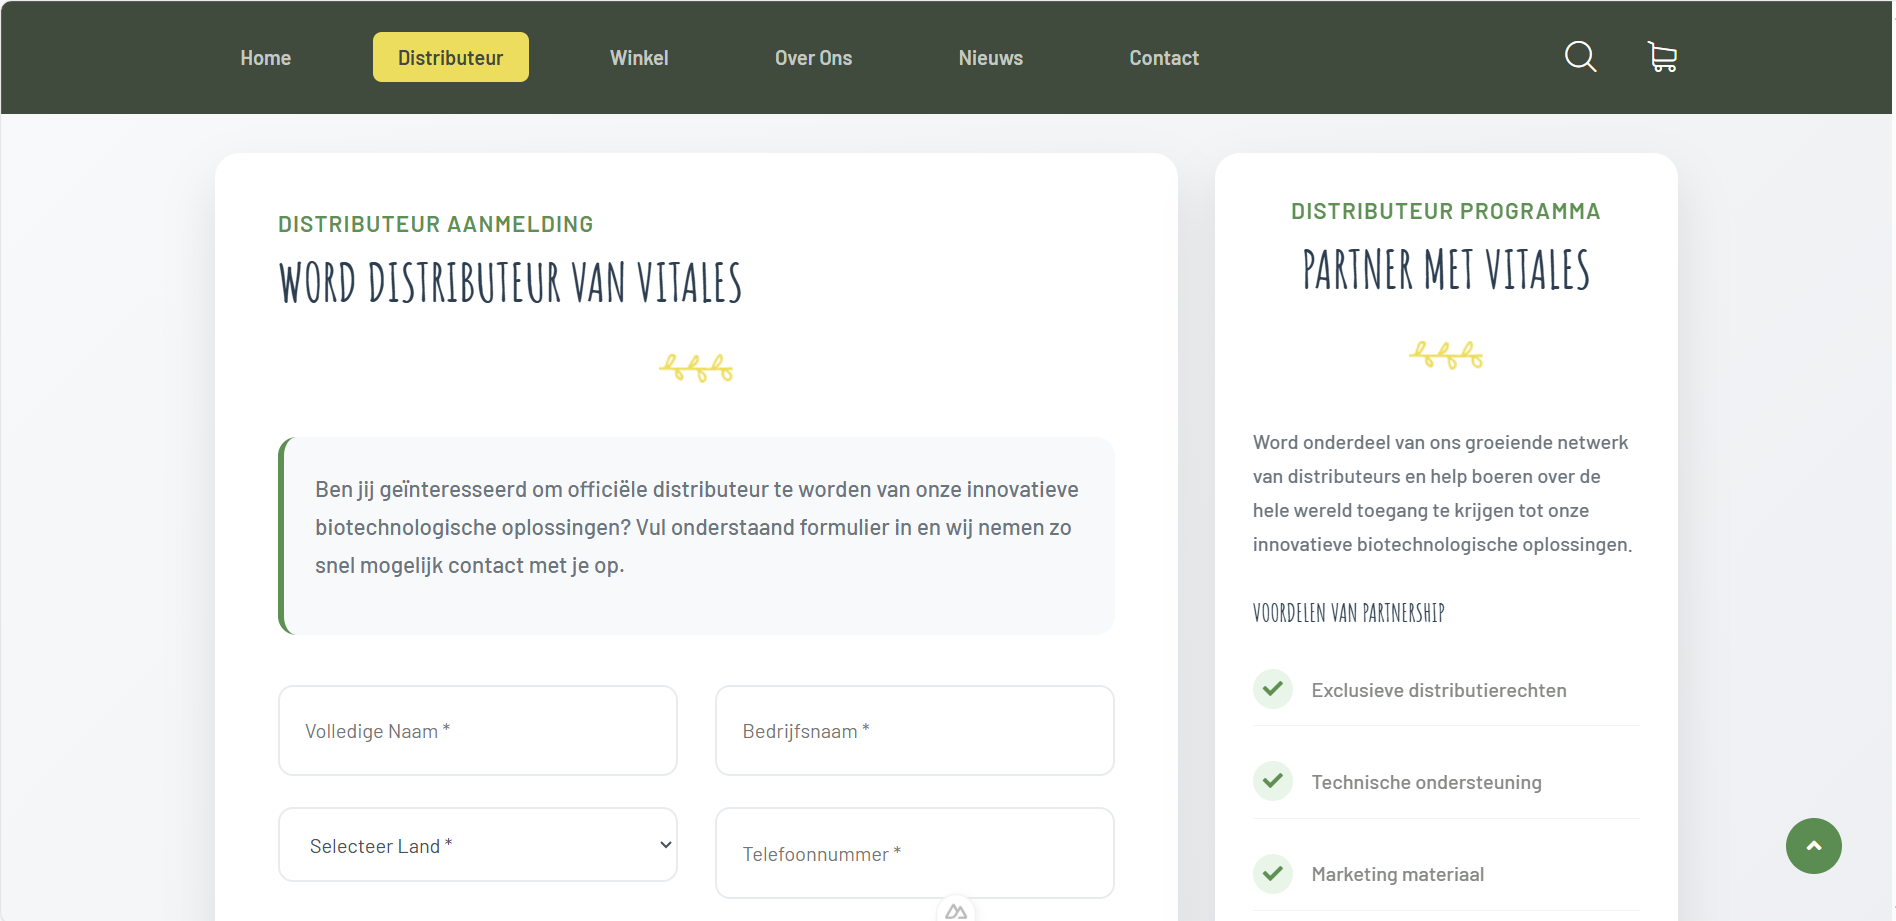 Home
Distributeur
Winkel
Over Ons
Nieuws
Contact
DISTRIBUTEUR AANMELDING
WORD DISTRIBUTEUR VAN VITALES
Ben jij geïnteresseerd om officiële distributeur te worden van onze innovatieve
biotechnologische oplossingen? Vul onderstaand formulier in en wij nemen zo
snel mogelijk contact met je op.
Volledige Naam *
Bedrijfsnaam *
Selecteer Land *
Telefoonnummer *
DISTRIBUTEUR PROGRAMMA
PARTNER MET VITALES
Word onderdeel van ons groeiende netwerk
van distributeurs en help boeren over de
hele wereld toegang te krijgen tot onze
innovatieve biotechnologische oplossingen.
VOORDELEN VAN PARTNERSHIP
Exclusieve distributierechten
Technische ondersteuning
Marketing materiaal